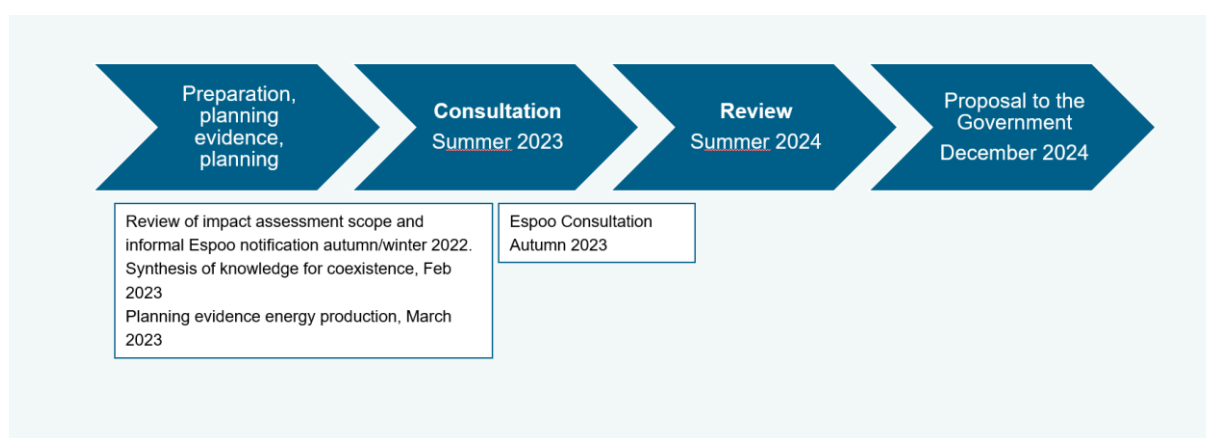 Preparation,
planning
evidence,
planning
Consultation
Summer 2023
Review
Summer 2024
Proposal to the
Government
December 2024
Review of impact assessment scope and
informal Espoo notification autumn/winter 2022.
Synthesis of knowledge for coexistence, Feb
2023
Planning evidence energy production, March
2023
Espoo Consultation
Autumn 2023